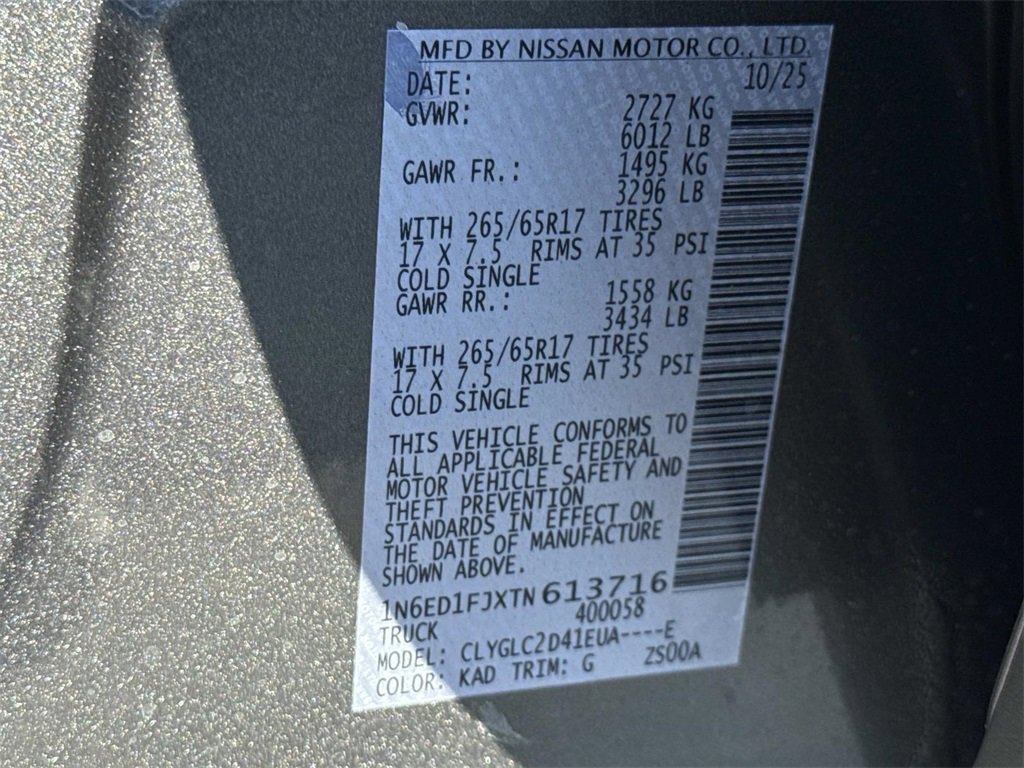 MFD BY NISSAN MOTOR CO., LTD.
DATE: 10/25
GVWR: 2727 KG
6012 LB
GAWR FR.: 1495 KG
3296 LB
WITH 265/65R17 TIRES
17 X 7.5 RIMS AT 35 PSI
COLD SINGLE
GAWR RR.: 1558 KG
3434 LB
WITH 265/65R17 TIRES
17 X 7.5 RIMS AT 35 PSI
COLD SINGLE
THIS VEHICLE CONFORMS TO
ALL APPLICABLE FEDERAL
MOTOR VEHICLE SAFETY AND
THEFT PREVENTION
STANDARDS IN EFFECT ON
THE DATE OF MANUFACTURE
SHOWN ABOVE.
1N6ED1FJXTN613716
TRUCK 400058
MODEL: CLYGLC2D41EUA----E
COLOR: KAD TRIM: G ZS00A